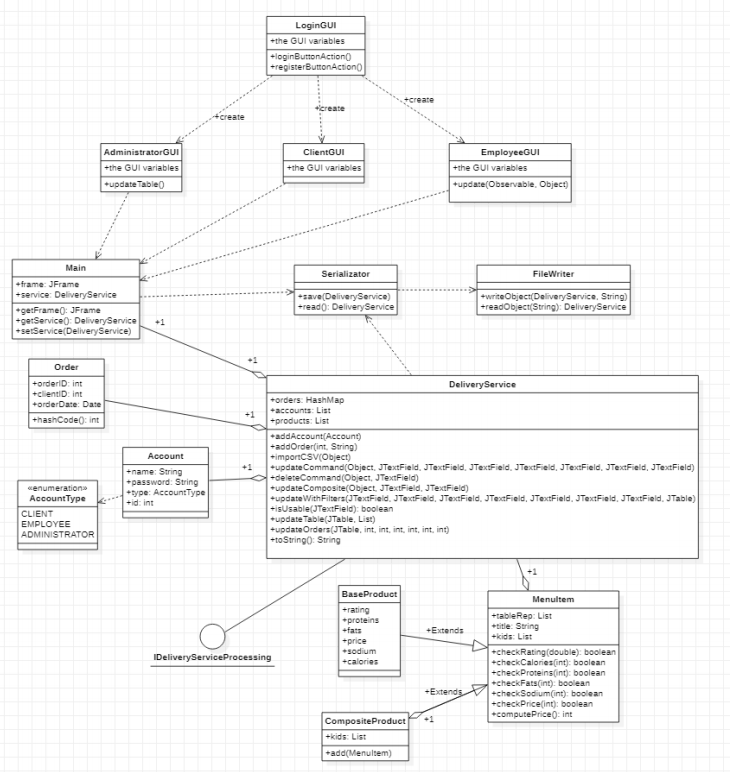 LoginGUI
+the GUI variables
+loginButtonAction()
+registerButtonAction()
+create
+create
+create
AdministratorGUI
+the GUI variables
+updateTable()
ClientGUI
+the GUI variables
EmployeeGUI
+the GUI variables
+update(Observable, Object)
Main
+frame: JFrame
+service: DeliveryService
+getFrame(): JFrame
+getService(): DeliveryService
+setService(DeliveryService)
Serializator
+save(DeliveryService)
+read(): DeliveryService
FileWriter
+writeObject(DeliveryService, String)
+readObject(String): DeliveryService
+1
+1
Order
+orderID: int
+clientID: int
+orderDate: Date
+hashCode(): int
+1
DeliveryService
+orders: HashMap
+accounts: List
+products: List
+addAccount(Account)
+addOrder(int, String)
+importCSV(Object)
+updateCommand(Object, JTextField, JTextField, JTextField, JTextField, JTextField, JTextField, JTextField)
+deleteCommand(Object, JTextField)
+updateComposite(Object, JTextField, JTextField)
+updateWithFilters(JTextField, JTextField, JTextField, JTextField, JTextField, JTextField, JTextField, JTable)
+isUsable(JTextField): boolean
+updateTable(JTable, List)
+updateOrders(JTable, int, int, int, int, int, int)
+toString(): String
Account
+name: String
+password: String
+type: AccountType
+id: int
+1
«enumeration»
AccountType
CLIENT
EMPLOYEE
ADMINISTRATOR
+1
IDeliveryServiceProcessing
BaseProduct
+rating
+proteins
+fats
+price
+sodium
+calories
+Extends
MenuItem
+tableRep: List
+title: String
+kids: List
+checkRating(double): boolean
+checkCalories(int): boolean
+checkProteins(int): boolean
+checkFats(int): boolean
+checkSodium(int): boolean
+checkPrice(int): boolean
+computePrice(): int
+Extends
+1
CompositeProduct
+kids: List
+add(MenuItem)